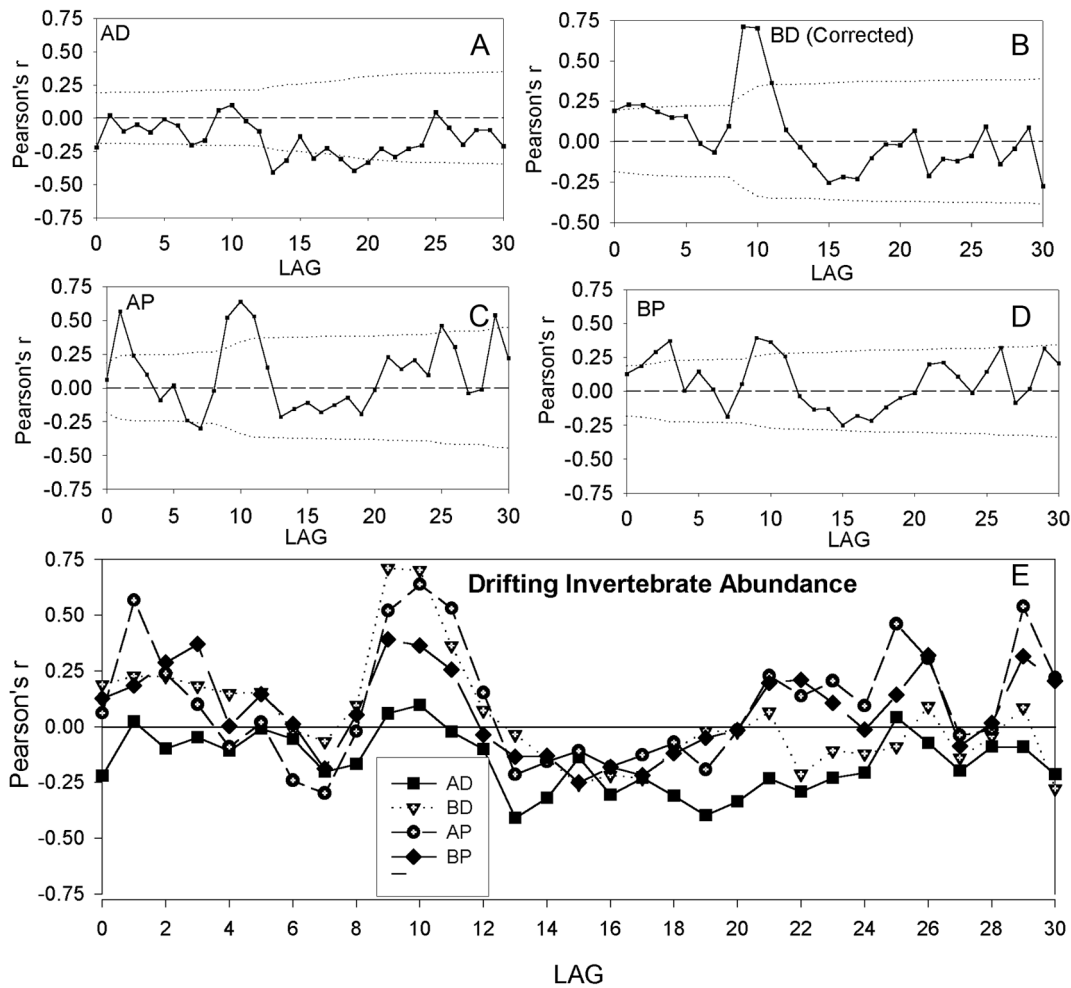 AD
A
Pearson's r
0.75
0.50
0.25
0.00
-0.25
-0.50
-0.75
0 5 10 15 20 25 30
LAG
BD (Corrected)
B
Pearson's r
0.75
0.50
0.25
0.00
-0.25
-0.50
0 5 10 15 20 25 30
LAG
AP
C
Pearson's r
0.75
0.50
0.25
0.00
-0.25
-0.50
-0.75
0 5 10 15 20 25 30
LAG
BP
D
Pearson's r
0.75
0.50
0.25
0.00
-0.25
-0.50
-0.75
0 5 10 15 20 25 30
LAG
Drifting Invertebrate Abundance
E
Pearson's r
0.75
0.50
0.25
0.00
-0.25
-0.50
-0.75
AD
BD
AP
BP
0 2 4 6 8 10 12 14 16 18 20 22 24 26 28 30
LAG